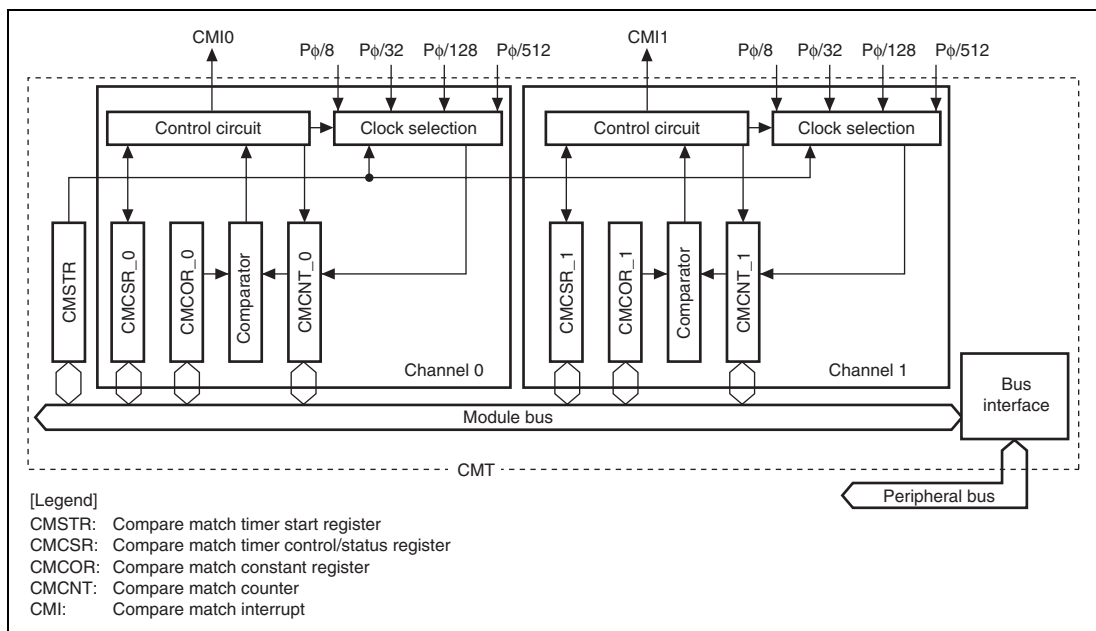 CMI0 Pϕ/8 Pϕ/32 Pϕ/128 Pϕ/512 CMI1 Pϕ/8 Pϕ/32 Pϕ/128 Pϕ/512
Control circuit Clock selection Control circuit Clock selection
CMSTR CMCSR_0 CMCOR_0 Comparator CMCNT_0 CMCSR_1 CMCOR_1 Comparator CMCNT_1
Channel 0 Channel 1
Bus
interface
Module bus
CMT
Peripheral bus
[Legend]
CMSTR: Compare match timer start register
CMCSR: Compare match timer control/status register
CMCOR: Compare match constant register
CMCNT: Compare match counter
CMI: Compare match interrupt